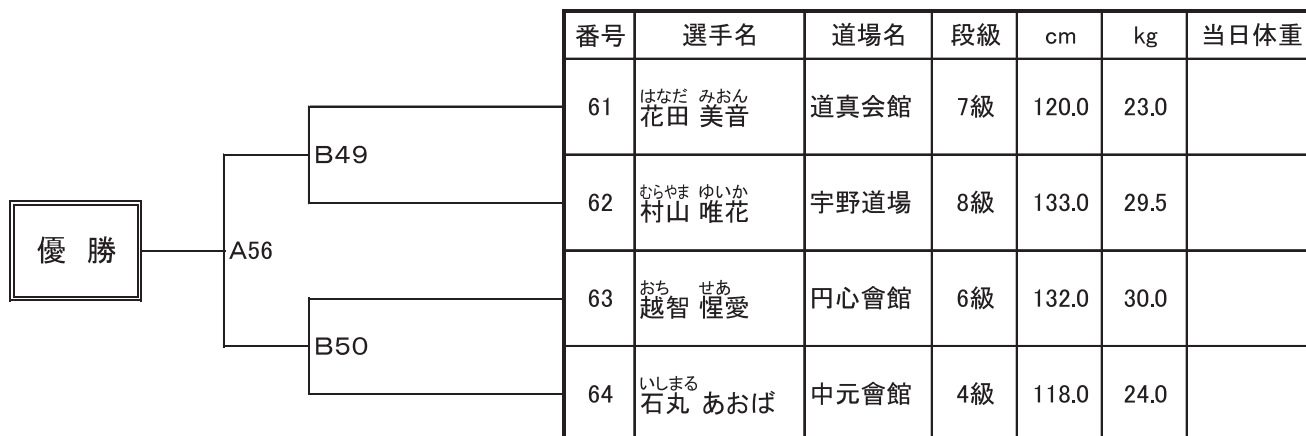 番号 選手名 道場名 段級 cm kg 当日体重
はなだ みおん
61 花田 美音 道真会館 7級 120.0 23.0
B49
むらやま ゆいか
62 村山 唯花 宇野道場 8級 133.0 29.5
優 勝 A56
おち せあ
63 越智 惺愛 円心會館 6級 132.0 30.0
B50
いしまる
64 石丸 あおば 中元會館 4級 118.0 24.0